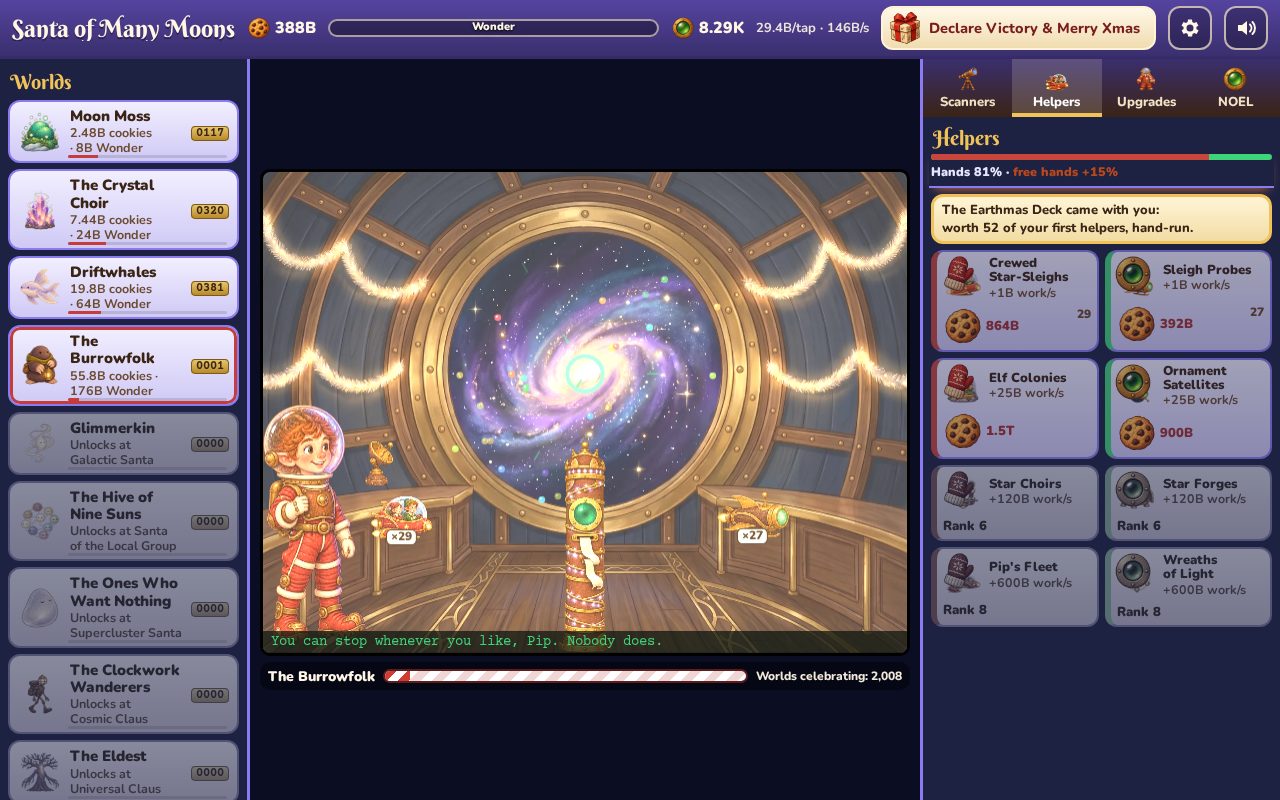 Santa of Many Moons
388B
Wonder
8.29K
29.4B/tap · 146B/s
Declare Victory & Merry Xmas
Worlds
Moon Moss
2.48B cookies
· 8B Wonder
0117
The Crystal
Choir
7.44B cookies
· 24B Wonder
0320
Driftwhales
19.8B cookies
· 64B Wonder
0381
The
Burrowfolk
55.8B cookies ·
176B Wonder
0001
Glimmerkin
Unlocks at
Galactic Santa
0000
The Hive of
Nine Suns
Unlocks at Santa
of the Local Group
0000
The Ones Who
Want Nothing
Unlocks at
Supercluster Santa
0000
The Clockwork
Wanderers
Unlocks at
Cosmic Claus
0000
The Eldest
Unlocks at
Universal Claus
0000
×29
×27
You can stop whenever you like, Pip. Nobody does.
The Burrowfolk
Worlds celebrating: 2,008
Scanners
Helpers
Upgrades
NOEL
Helpers
Hands 81% · free hands +15%
The Earthmas Deck came with you:
worth 52 of your first helpers, hand-run.
Crewed
Star-Sleighs
+1B work/s
864B
29
Sleigh Probes
+1B work/s
392B
27
Elf Colonies
+25B work/s
1.5T
Ornament
Satellites
+25B work/s
900B
Star Choirs
+120B work/s
Rank 6
Star Forges
+120B work/s
Rank 6
Pip's Fleet
+600B work/s
Rank 8
Wreaths
of Light
+600B work/s
Rank 8